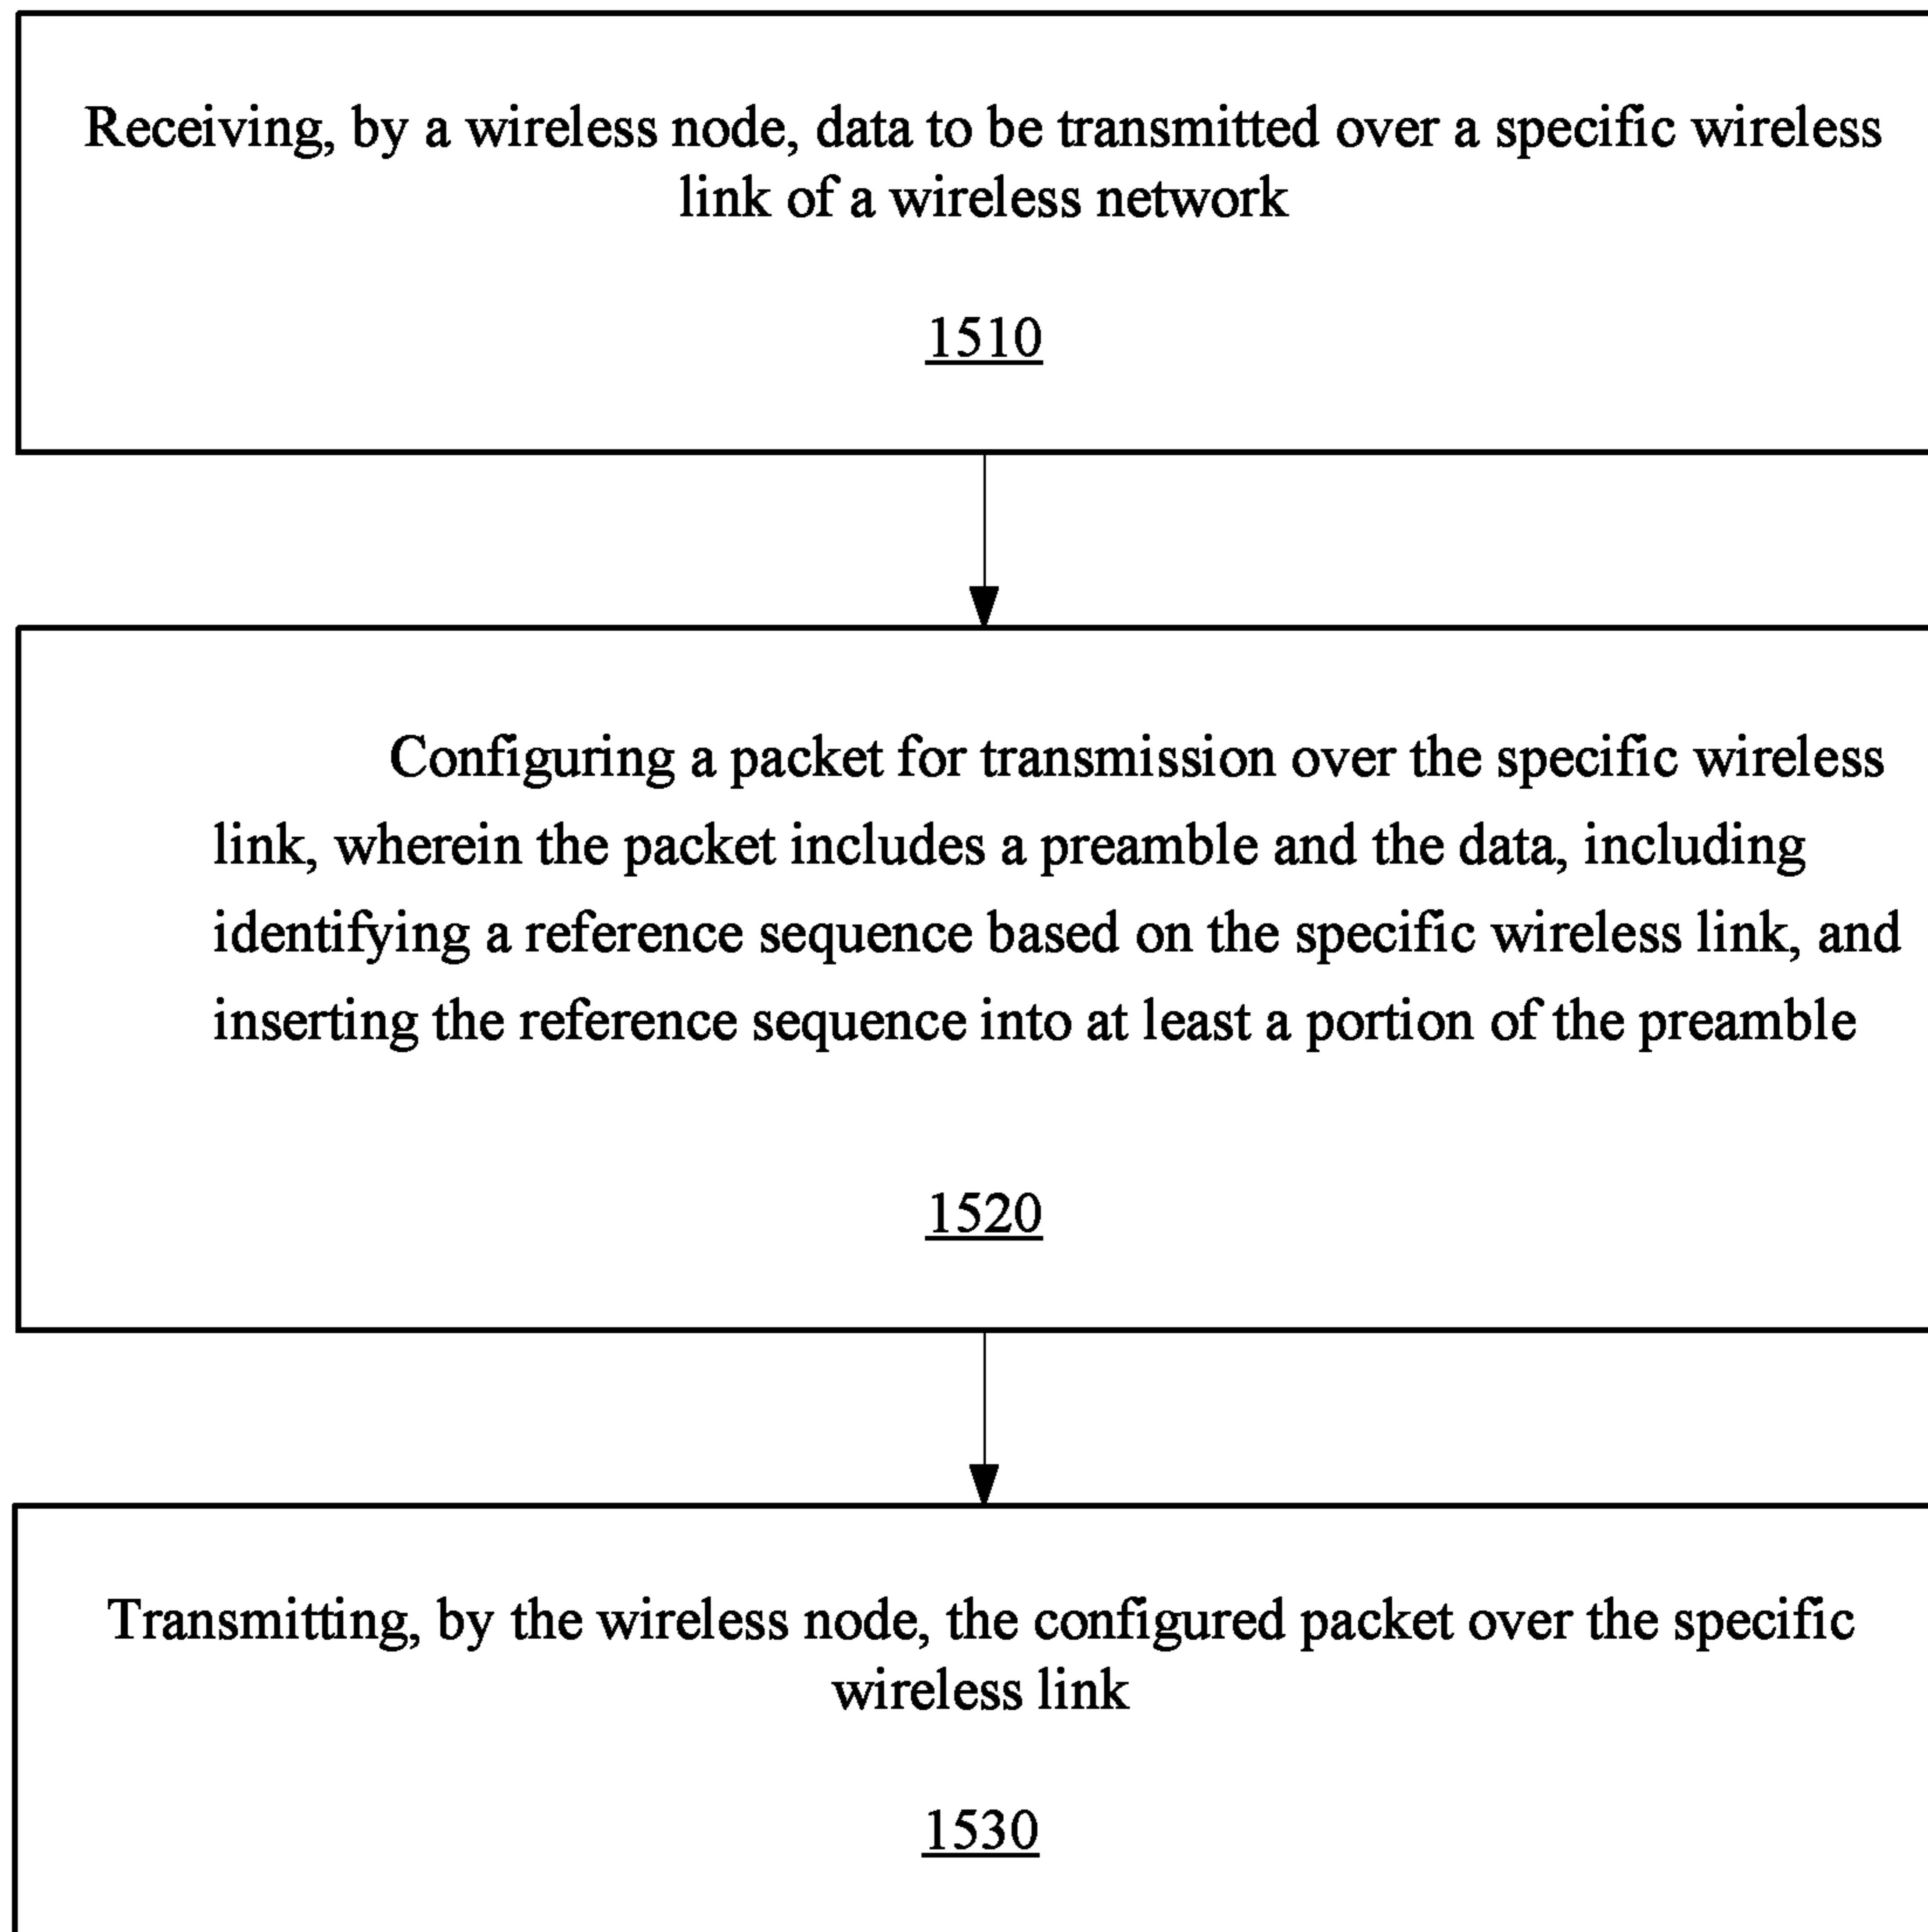 Receiving, by a wireless node, data to be transmitted over a specific wireless
link of a wireless network
1510
Configuring a packet for transmission over the specific wireless
link, wherein the packet includes a preamble and the data, including
identifying a reference sequence based on the specific wireless link, and
inserting the reference sequence into at least a portion of the preamble
1520
Transmitting, by the wireless node, the configured packet over the specific
wireless link
1530